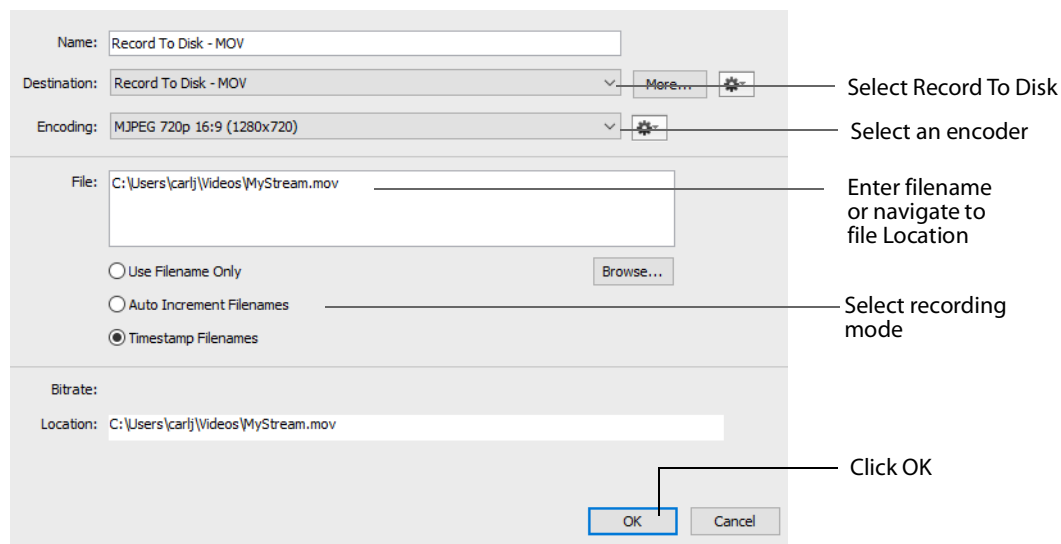 Name: Record To Disk - MOV
Destination: Record To Disk - MOV More... Select Record To Disk
Encoding: MJPEG 720p 16:9 (1280x720) Select an encoder
File: C:\Users\carlj\Videos\MyStream.mov
Enter filename
or navigate to
file Location
Use Filename Only Browse...
Auto Increment Filenames
Select recording
mode
Timestamp Filenames
Bitrate:
Location: C:\Users\carlj\Videos\MyStream.mov
Click OK
OK Cancel